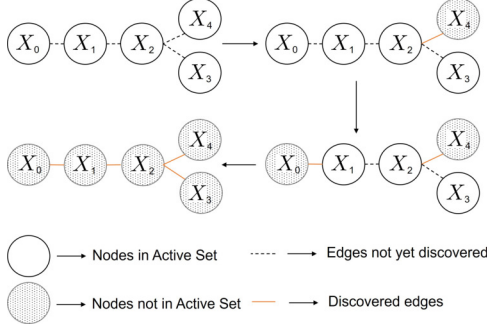 X0 X1 X2 X4 X3
X0 X1 X2 X4 X3
X0 X1 X2 X4 X3
X0 X1 X2 X4 X3
Nodes in Active Set
Edges not yet discovered
Nodes not in Active Set
Discovered edges